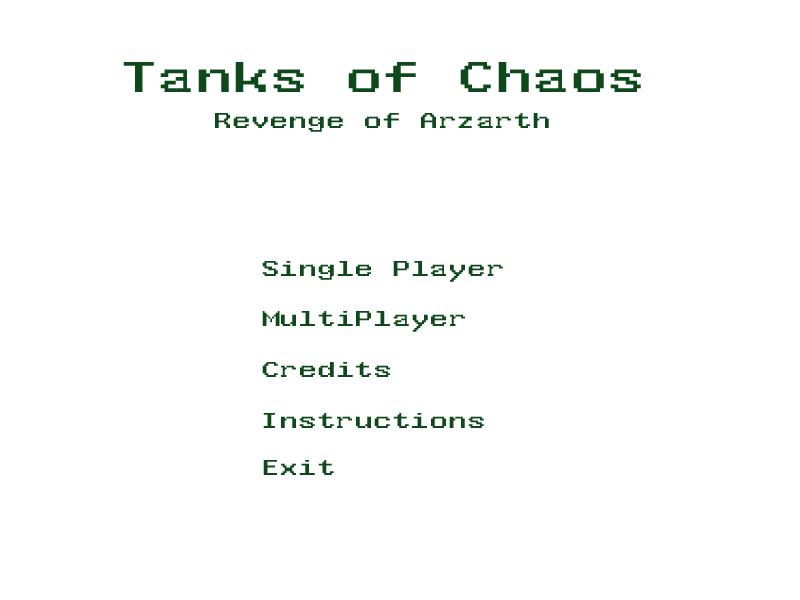 Tanks of Chaos
Revenge of Arzarth
Single Player
MultiPlayer
Credits
Instructions
Exit